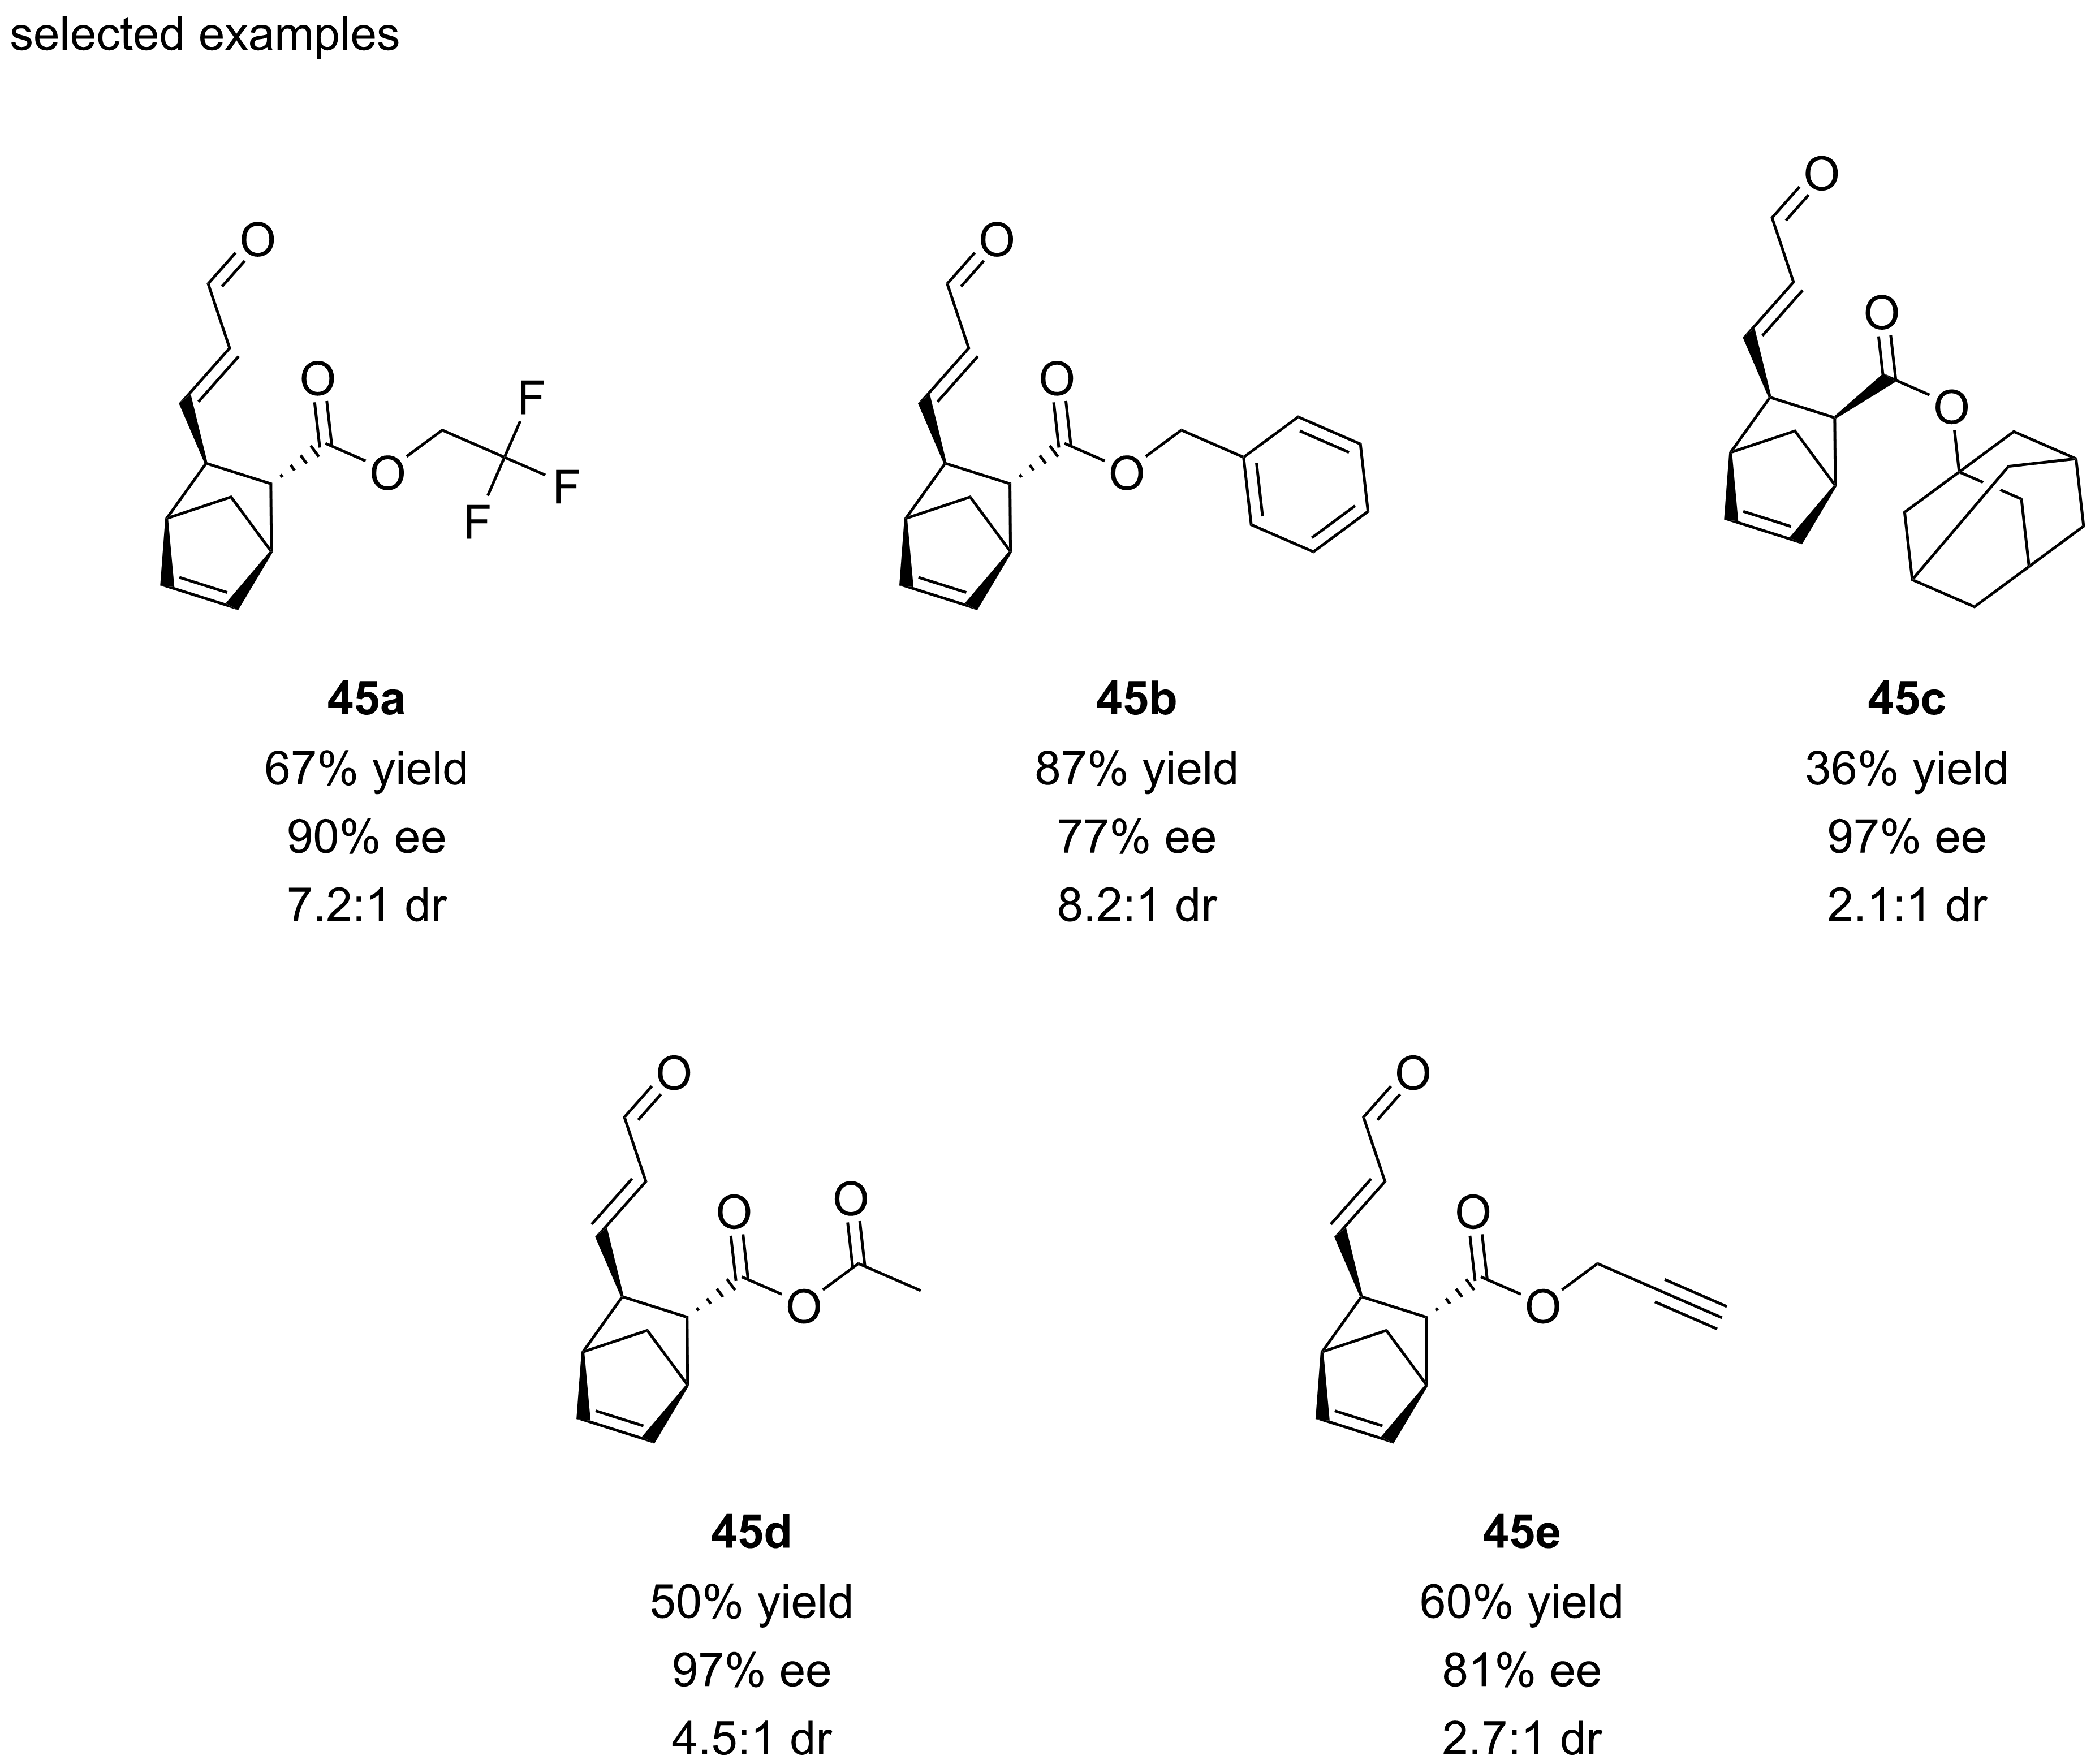 selected examples
O
O
O
O
O
O
F
O
O
F
O
O
F
45a
45b
45c
67% yield
87% yield
36% yield
90% ee
77% ee
97% ee
7.2:1 dr
8.2:1 dr
2.1:1 dr
O
O
O
O
O
O
O
45d
45e
50% yield
60% yield
97% ee
81% ee
4.5:1 dr
2.7:1 dr